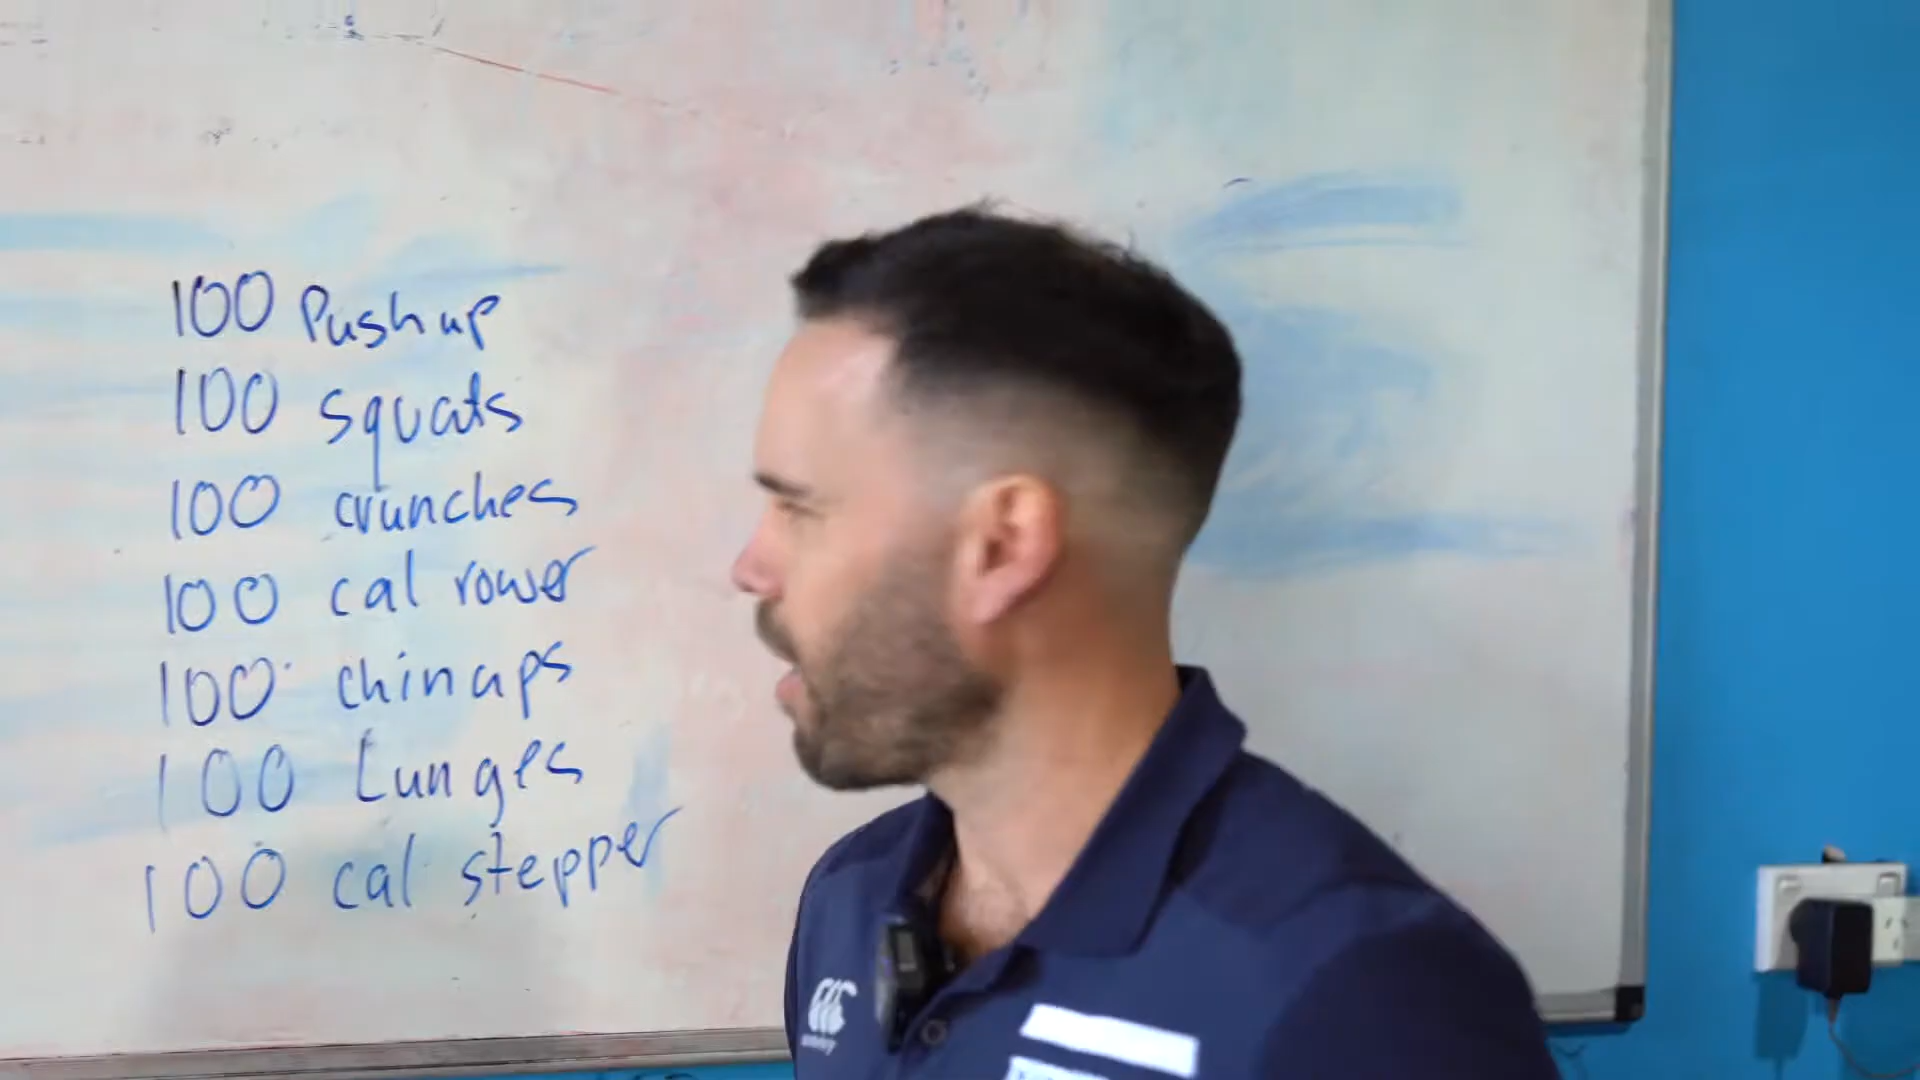 100 Pushup
100 squats
100 crunches
100 cal rower
100 chinups
100 Lunges
100 cal stepper